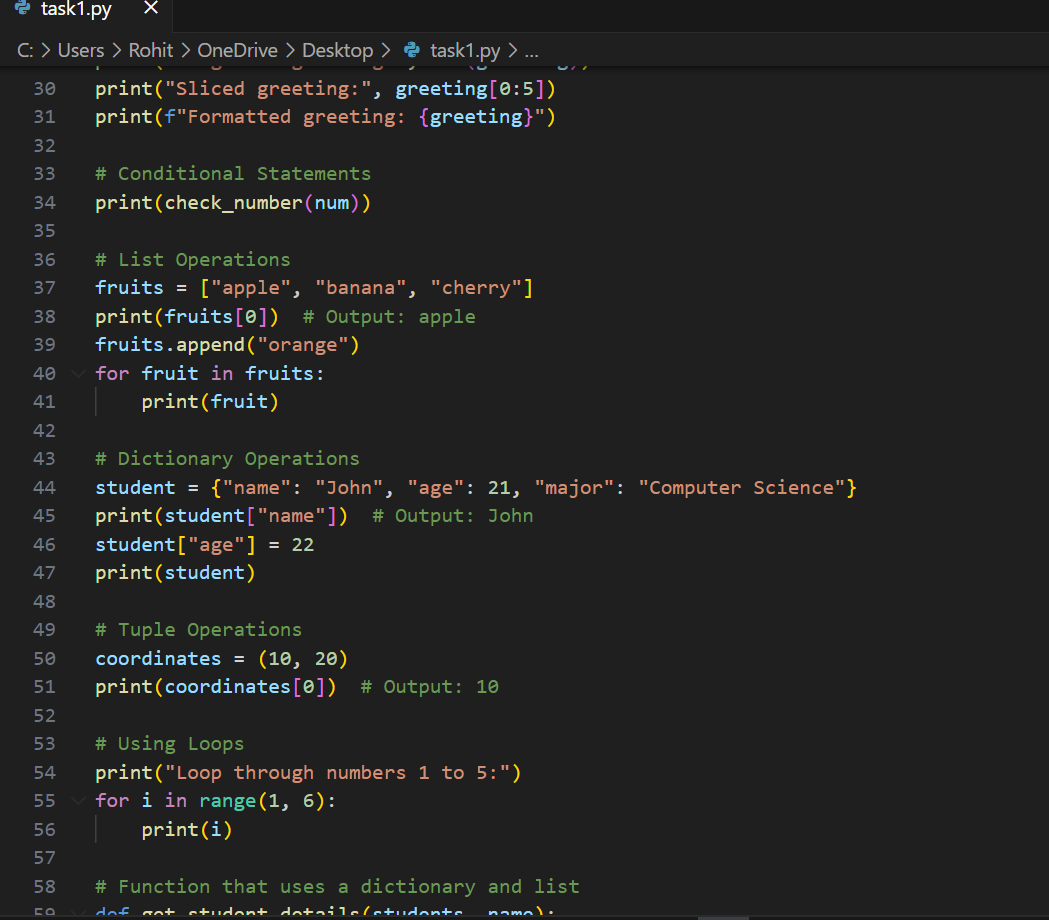 task1.py
C: > Users > Rohit > OneDrive > Desktop > task1.py > ...
30 print("Sliced greeting:", greeting[0:5])
31 print(f"Formatted greeting: {greeting}")
32
33 # Conditional Statements
34 print(check_number(num))
35
36 # List Operations
37 fruits = ["apple", "banana", "cherry"]
38 print(fruits[0])  # Output: apple
39 fruits.append("orange")
40 for fruit in fruits:
41     print(fruit)
42
43 # Dictionary Operations
44 student = {"name": "John", "age": 21, "major": "Computer Science"}
45 print(student["name"])  # Output: John
46 student["age"] = 22
47 print(student)
48
49 # Tuple Operations
50 coordinates = (10, 20)
51 print(coordinates[0])  # Output: 10
52
53 # Using Loops
54 print("Loop through numbers 1 to 5:")
55 for i in range(1, 6):
56     print(i)
57
58 # Function that uses a dictionary and list
59 def get_student_details(students, name):